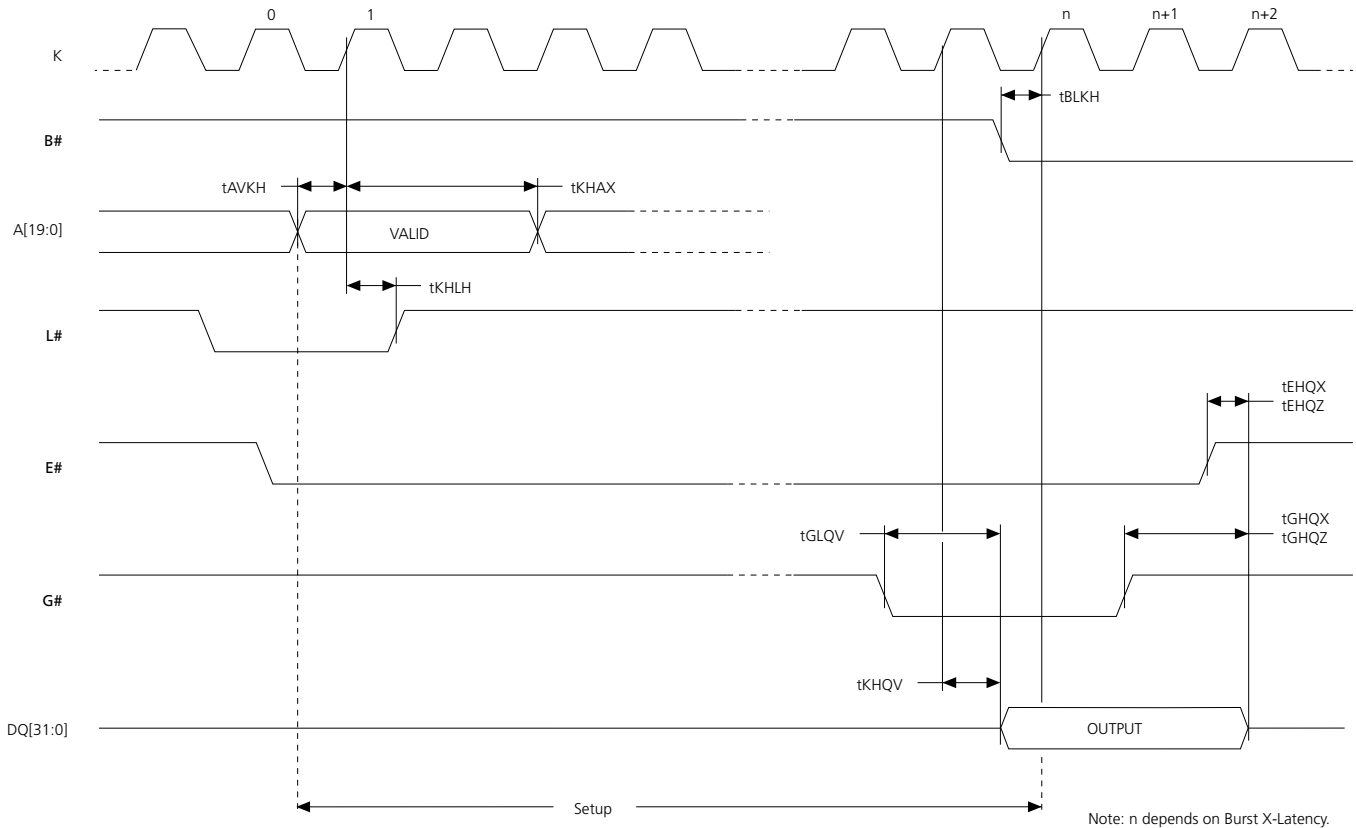 0 1 n n+1 n+2
K
tBLKH
B#
tAVKH tKHAX
A[19:0] VALID
tKHLH
L#
tEHQX
tEHQZ
E#
tGLQV tGHQX
tGHQZ
G#
tKHQV
DQ[31:0] OUTPUT
Setup
Note: n depends on Burst X-Latency.